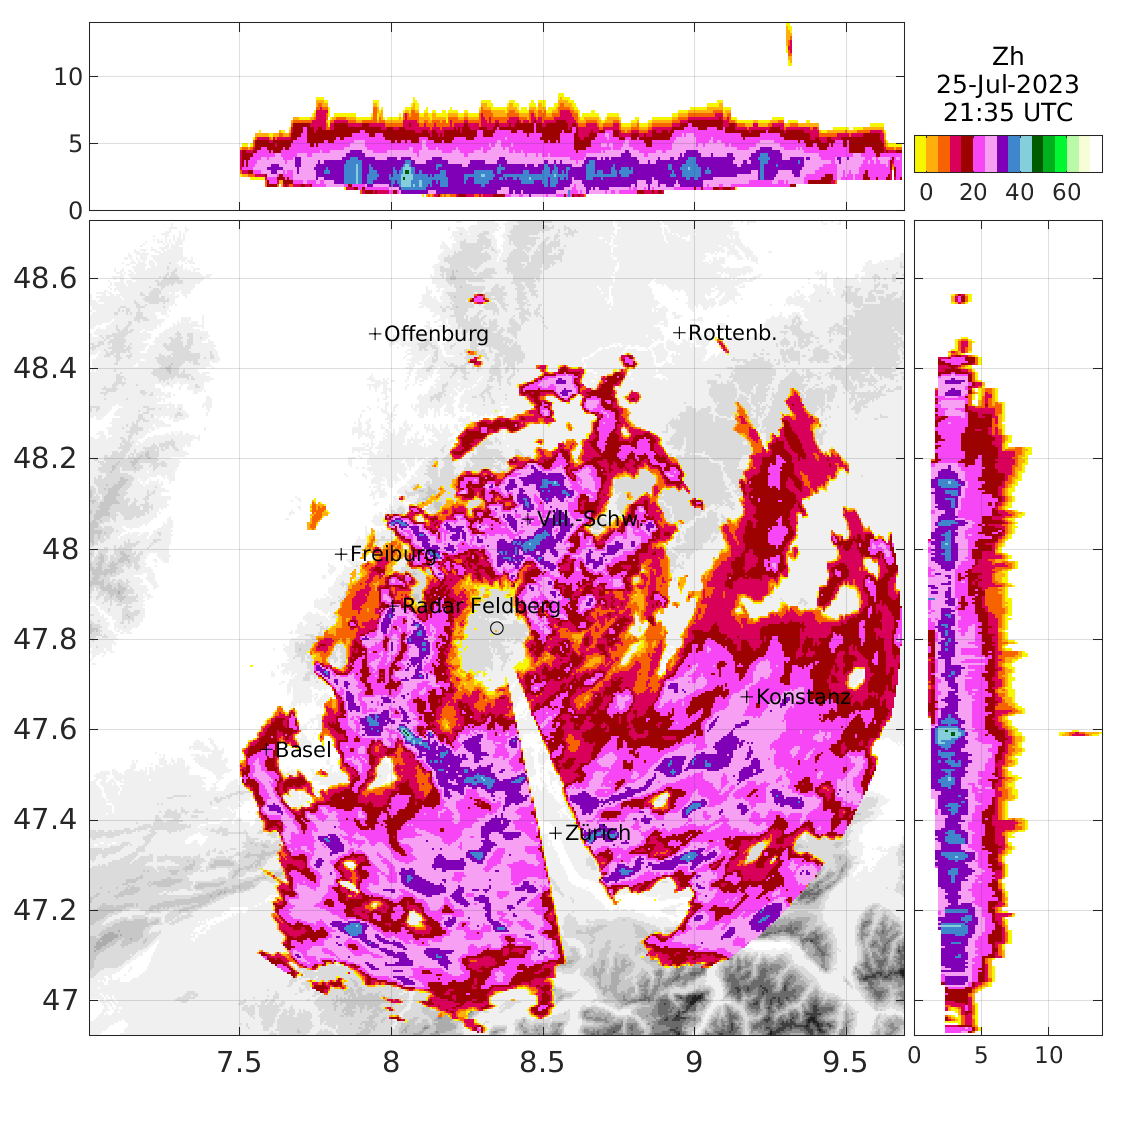 Zh
25-Jul-2023
21:35 UTC
0 20 40 60
10
5
0
48.6
48.4
48.2
48
47.8
47.6
47.4
47.2
47
+Offenburg
+Rottenb.
+Vill.-Schw.
+Freiburg
+Radar Feldberg
+Konstanz
+Basel
+Zürich
7.5 8 8.5 9 9.5
0 5 10